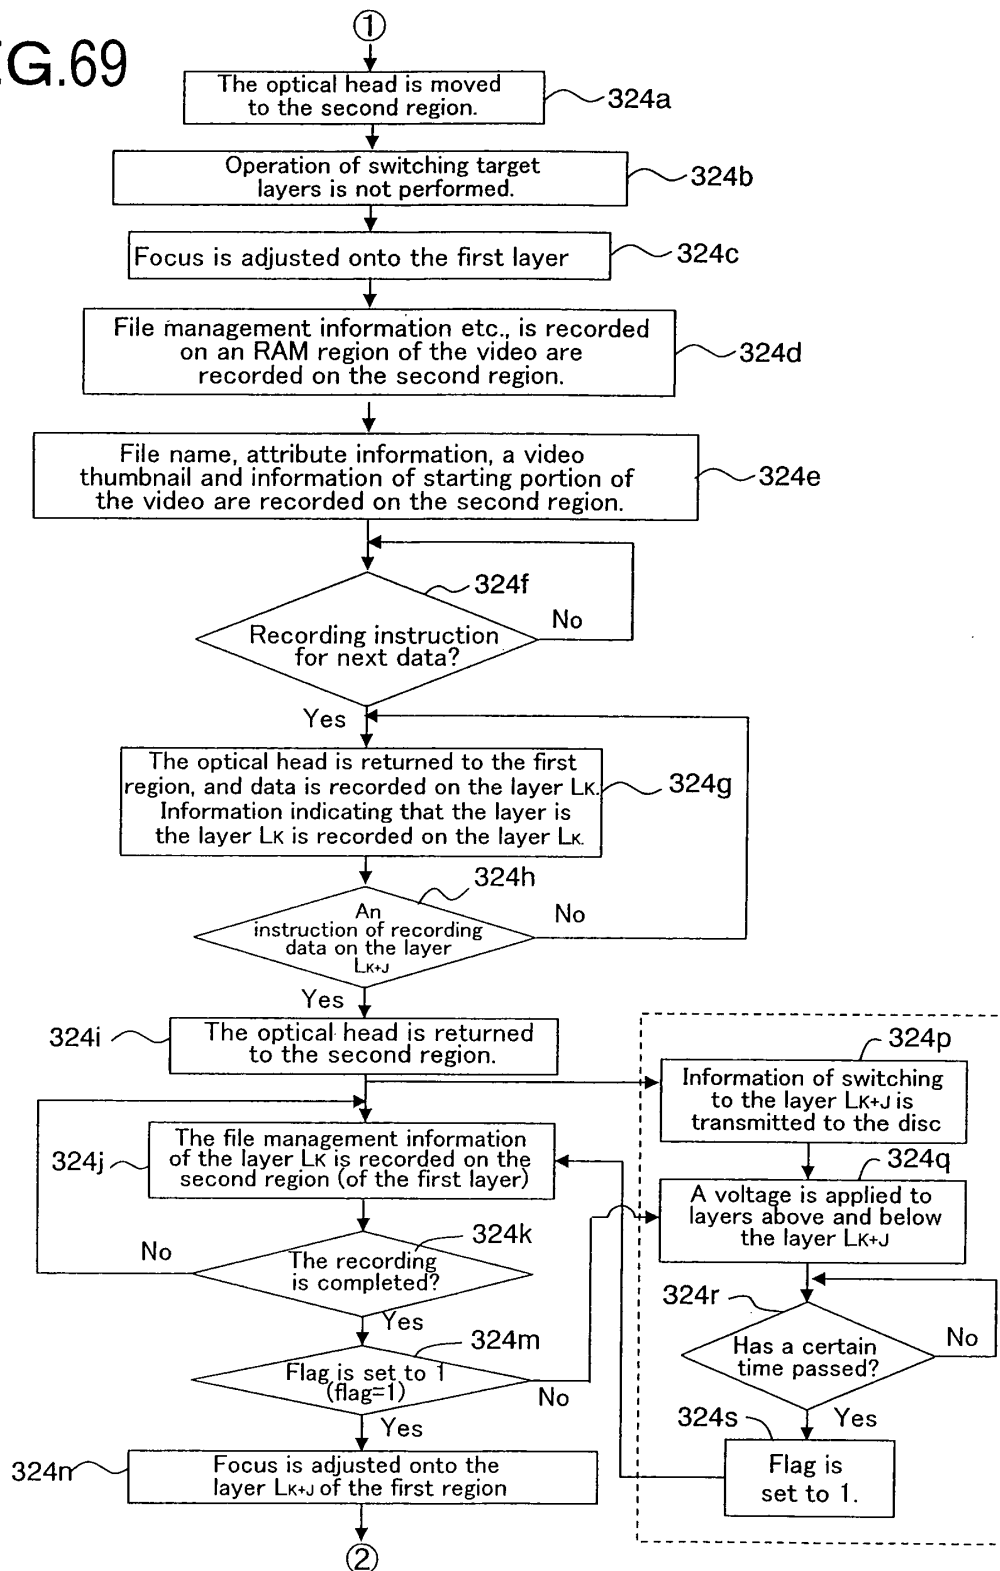 ①
G.69
The optical head is moved
to the second region.
324a
Operation of switching target
layers is not performed.
324b
Focus is adjusted onto the first layer
324c
File management information etc., is recorded
on an RAM region of the video are
recorded on the second region.
324d
File name, attribute information, a video
thumbnail and information of starting portion of
the video are recorded on the second region.
324e
324f
No
Recording instruction
for next data?
Yes
The optical head is returned to the first
region, and data is recorded on the layer LK.
Information indicating that the layer is
the layer LK is recorded on the layer LK.
324g
324h
No
An
instruction of recording
data on the layer
LK+J
Yes
324i
The optical head is returned
to the second region.
324p
Information of switching
to the layer LK+J is
transmitted to the disc
324j
The file management information
of the layer LK is recorded on the
second region (of the first layer)
324q
A voltage is applied to
layers above and below
the layer LK+J
324k
No
The recording
is completed?
Yes
324r
No
Has a certain
time passed?
Yes
324m
Flag is set to 1
(flag=1)
No
Yes
324s
Flag is
set to 1.
324n
Focus is adjusted onto the
layer LK+J of the first region
②